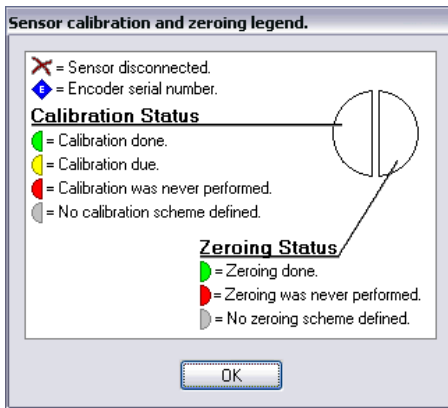 Sensor calibration and zeroing legend.
= Sensor disconnected.
E = Encoder serial number.
Calibration Status
= Calibration done.
= Calibration due.
= Calibration was never performed.
= No calibration scheme defined.
Zeroing Status
= Zeroing done.
= Zeroing was never performed.
= No zeroing scheme defined.
OK